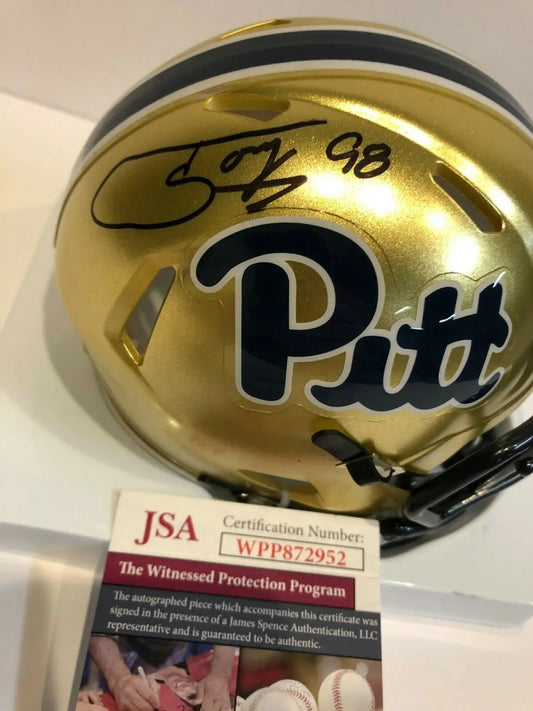 98
Pitt
JSA
Certification Number:
WPP872952
The Witnessed Protection Program
The autographed piece which accompanies this certificate was
signed in the presence of a James Spence Authentication, LLC
representative and is guaranteed to be authentic.